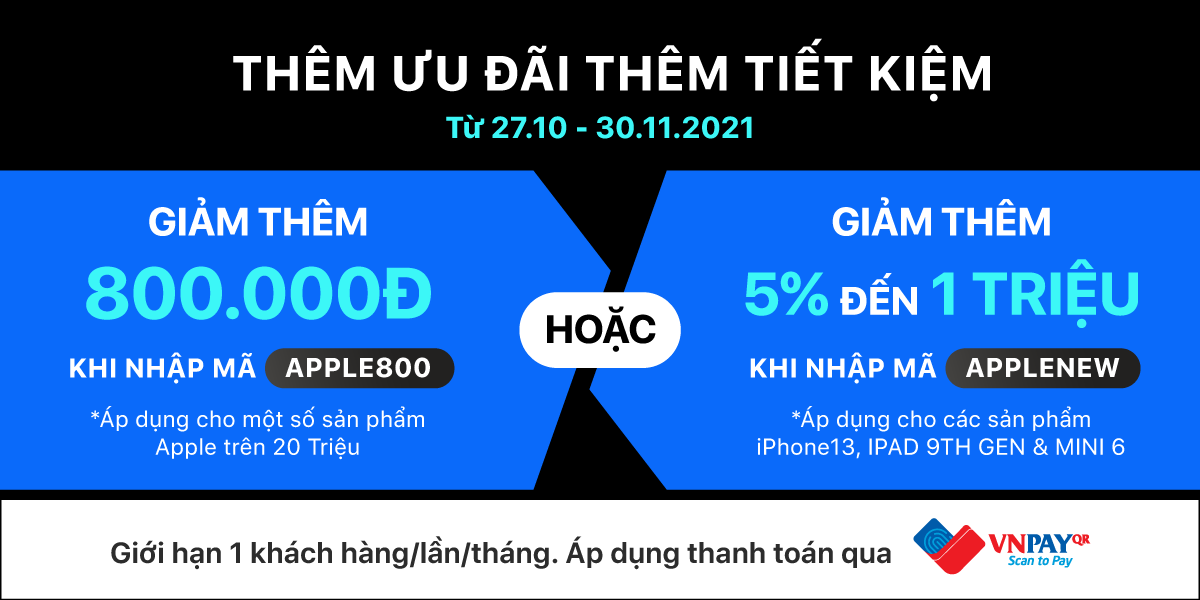 THÊM ƯU ĐÃI THÊM TIẾT KIỆM
Từ 27.10 - 30.11.2021
GIẢM THÊM
800.000Đ
KHI NHẬP MÃ APPLE800
*Áp dụng cho một số sản phẩm
Apple trên 20 Triệu
HOẶC
GIẢM THÊM
5% ĐẾN 1 TRIỆU
KHI NHẬP MÃ APPLENEW
*Áp dụng cho các sản phẩm
iPhone13, IPAD 9TH GEN & MINI 6
Giới hạn 1 khách hàng/lần/tháng. Áp dụng thanh toán qua
VNPAYQR
Scan to Pay